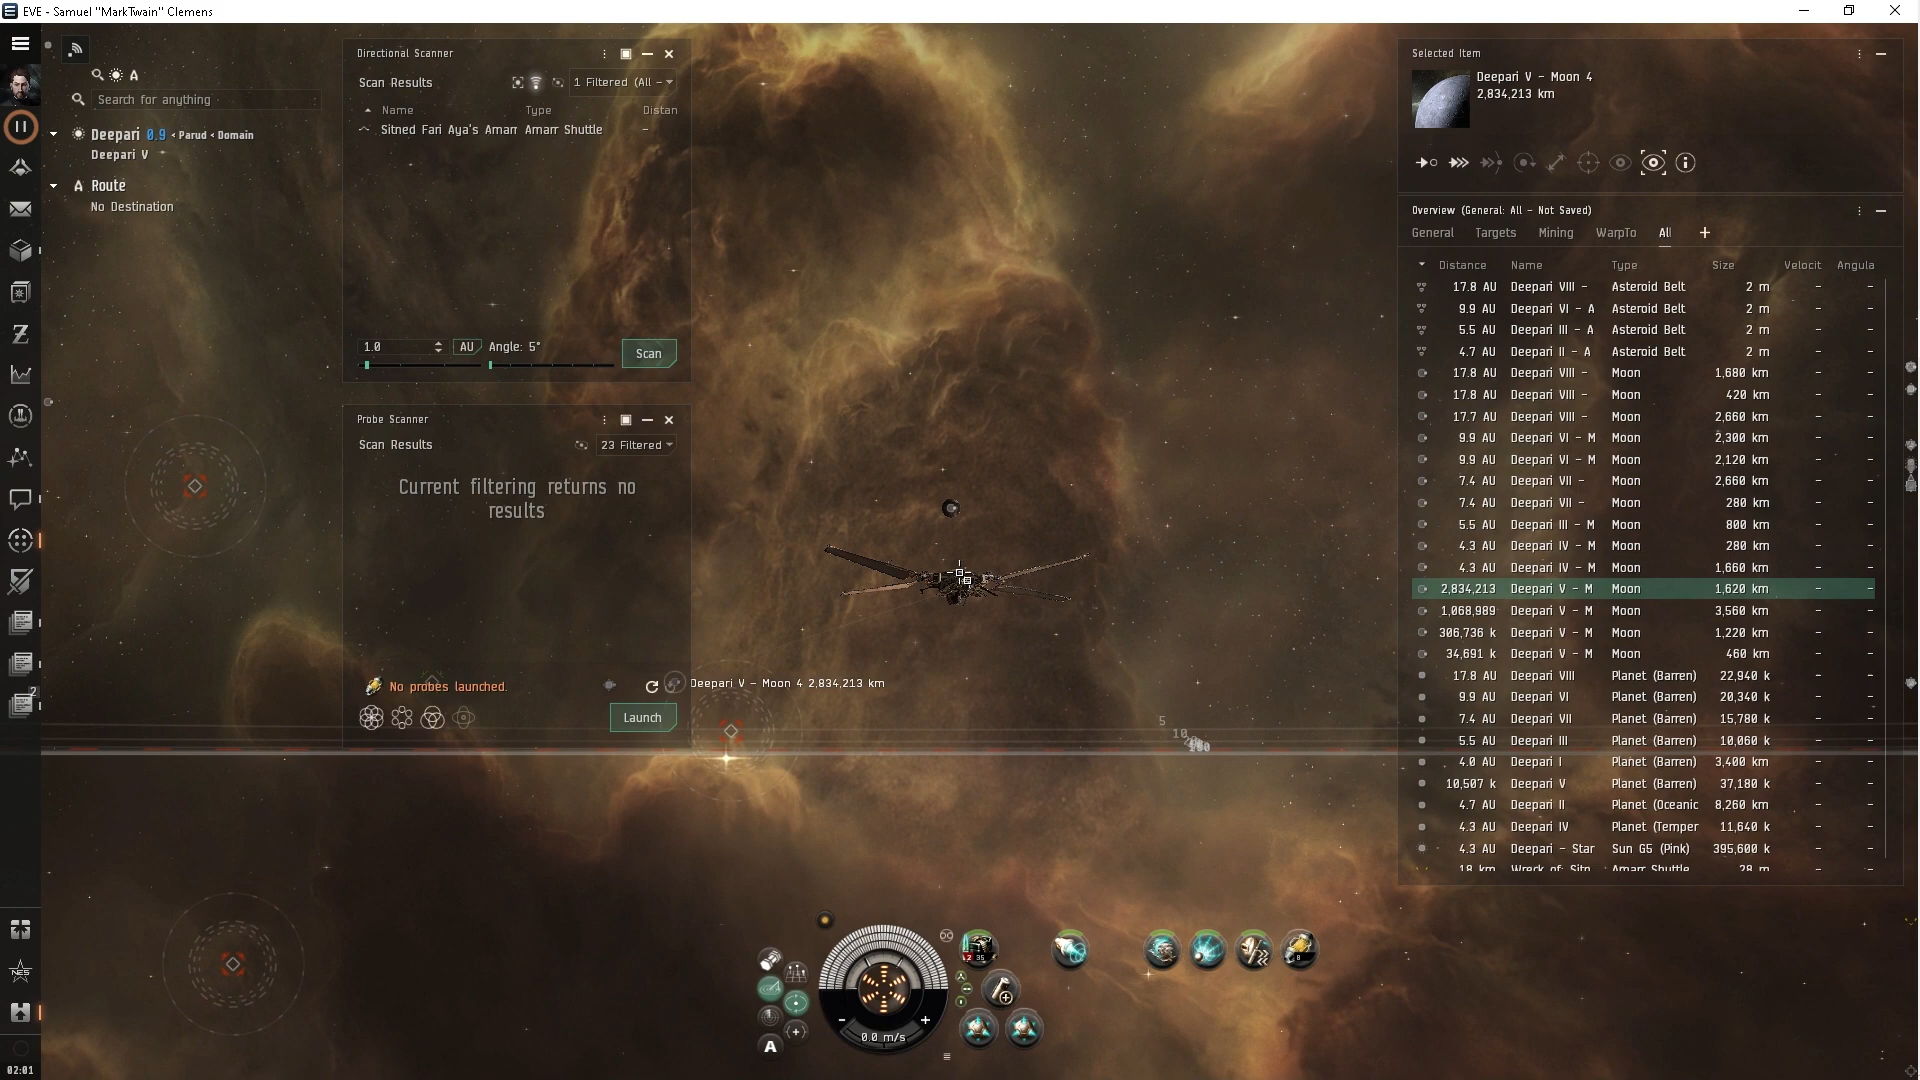 EVE - Samuel "MarkTwain" Clemens
A
Search for anything
Deepari 0.9 < Parud < Domain
Deepari V
A Route
No Destination
Directional Scanner
Scan Results
1 Filtered (All -
Name Type Distan
Sitned Fari Aya's Amarr Amarr Shuttle -
1.0 AU Angle: 5° Scan
Probe Scanner
Scan Results
23 Filtered
Current filtering returns no
results
No probes launched.
Launch
Deepari V - Moon 4 2,834,213 km
5
10
Selected Item
Deepari V - Moon 4
2,834,213 km
Overview (General: All - Not Saved)
General Targets Mining WarpTo All +
Distance Name Type Size Velocit Angula
17.8 AU Deepari VIII - Asteroid Belt 2 m - -
9.9 AU Deepari VI - A Asteroid Belt 2 m - -
5.5 AU Deepari III - A Asteroid Belt 2 m - -
4.7 AU Deepari II - A Asteroid Belt 2 m - -
17.8 AU Deepari VIII - Moon 1,680 km - -
17.8 AU Deepari VIII - Moon 420 km - -
17.7 AU Deepari VIII - Moon 2,660 km - -
9.9 AU Deepari VI - M Moon 2,300 km - -
9.9 AU Deepari VI - M Moon 2,120 km - -
7.4 AU Deepari VII - Moon 2,660 km - -
7.4 AU Deepari VII - Moon 280 km - -
5.5 AU Deepari III - M Moon 800 km - -
4.3 AU Deepari IV - M Moon 280 km - -
4.3 AU Deepari IV - M Moon 1,660 km - -
2,834,213 Deepari V - M Moon 1,620 km - -
1,068,989 Deepari V - M Moon 3,560 km - -
306,736 k Deepari V - M Moon 1,220 km - -
34,691 k Deepari V - M Moon 460 km - -
17.8 AU Deepari VIII Planet (Barren) 22,940 k - -
9.9 AU Deepari VI Planet (Barren) 20,340 k - -
7.4 AU Deepari VII Planet (Barren) 15,780 k - -
5.5 AU Deepari III Planet (Barren) 10,060 k - -
4.0 AU Deepari I Planet (Barren) 3,400 km - -
10,507 k Deepari V Planet (Barren) 37,180 k - -
4.7 AU Deepari II Planet (Oceanic 8,260 km - -
4.3 AU Deepari IV Planet (Temper 11,640 k - -
4.3 AU Deepari - Star Sun G5 (Pink) 395,600 k - -
18 km Wreck of: Sitn Amarr Shuttle 28 m - -
2
NES
02:01
2 35
8
- +
0.0 m/s
A